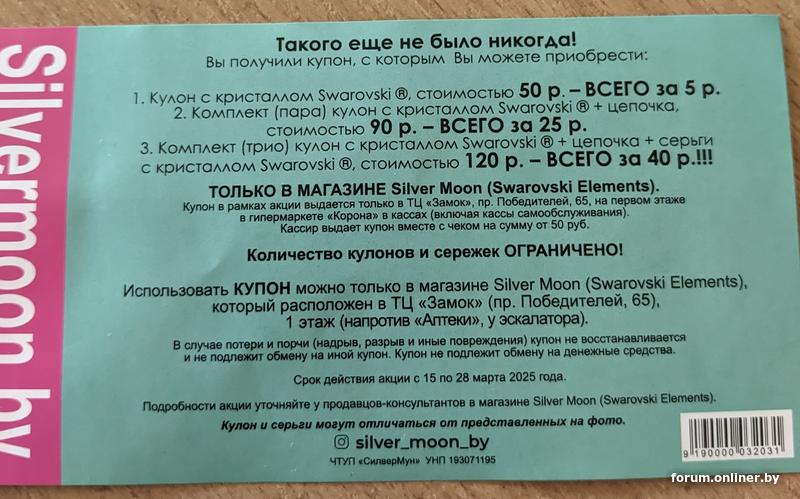 Silvermoon by
Такого еще не было никогда!
Вы получили купон, с которым Вы можете приобрести:
1. Кулон с кристаллом Swarovski ®, стоимостью 50 р. – ВСЕГО за 5 р.
2. Комплект (пара) кулон с кристаллом Swarovski ® + цепочка,
стоимостью 90 р. – ВСЕГО за 25 р.
3. Комплект (трио) кулон с кристаллом Swarovski ® + цепочка + серьги
с кристаллом Swarovski ®, стоимостью 120 р. – ВСЕГО за 40 р.!!!
ТОЛЬКО В МАГАЗИНЕ Silver Moon (Swarovski Elements).
Купон в рамках акции выдается только в ТЦ «Замок», пр. Победителей, 65, на первом этаже
в гипермаркете «Корона» в кассах (включая кассы самообслуживания).
Кассир выдает купон вместе с чеком на сумму от 50 руб.
Количество кулонов и сережек ОГРАНИЧЕНО!
Использовать КУПОН можно только в магазине Silver Moon (Swarovski Elements),
который расположен в ТЦ «Замок» (пр. Победителей, 65),
1 этаж (напротив «Аптеки», у эскалатора).
В случае потери и порчи (надрыв, разрыв и иные повреждения) купон не восстанавливается
и не подлежит обмену на иной купон. Купон не подлежит обмену на денежные средства.
Срок действия акции с 15 по 28 марта 2025 года.
Подробности акции уточняйте у продавцов-консультантов в магазине Silver Moon (Swarovski Elements).
Кулон и серьги могут отличаться от представленных на фото.
silver_moon_by
ЧТУП «СилверМун» УНП 193071195
9 190000 032031
forum.onliner.by